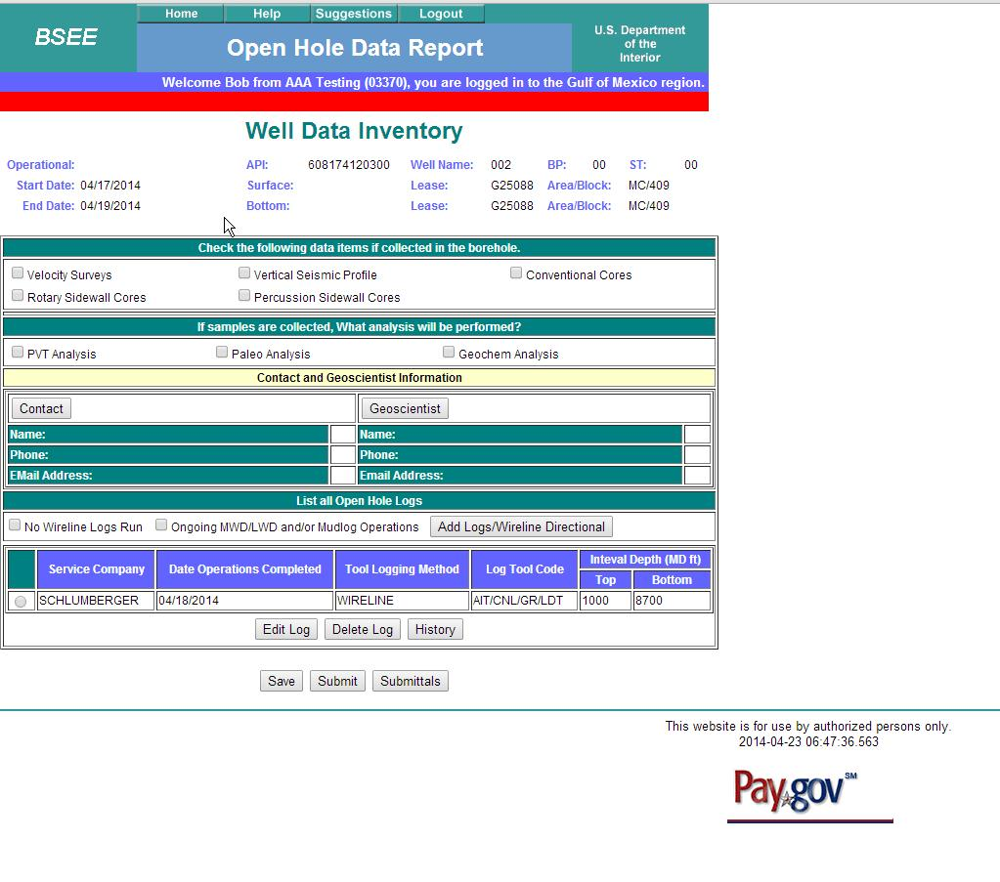 Home Help Suggestions Logout
BSEE
Open Hole Data Report
U.S. Department
of the
Interior
Welcome Bob from AAA Testing (03370), you are logged in to the Gulf of Mexico region.
Well Data Inventory
Operational: API: 608174120300 Well Name: 002 BP: 00 ST: 00
Start Date: 04/17/2014 Surface: Lease: G25088 Area/Block: MC/409
End Date: 04/19/2014 Bottom: Lease: G25088 Area/Block: MC/409
Check the following data items if collected in the borehole.
Velocity Surveys Vertical Seismic Profile Conventional Cores
Rotary Sidewall Cores Percussion Sidewall Cores
If samples are collected, What analysis will be performed?
PVT Analysis Paleo Analysis Geochem Analysis
Contact and Geoscientist Information
Contact Geoscientist
Name: Name:
Phone: Phone:
EMail Address: Email Address:
List all Open Hole Logs
No Wireline Logs Run Ongoing MWD/LWD and/or Mudlog Operations Add Logs/Wireline Directional
Service Company Date Operations Completed Tool Logging Method Log Tool Code Inteval Depth (MD ft)
Top Bottom
SCHLUMBERGER 04/18/2014 WIRELINE AIT/CNL/GR/LDT 1000 8700
Edit Log Delete Log History
Save Submit Submittals
This website is for use by authorized persons only.
2014-04-23 06:47:36.563
Pay.gov SM